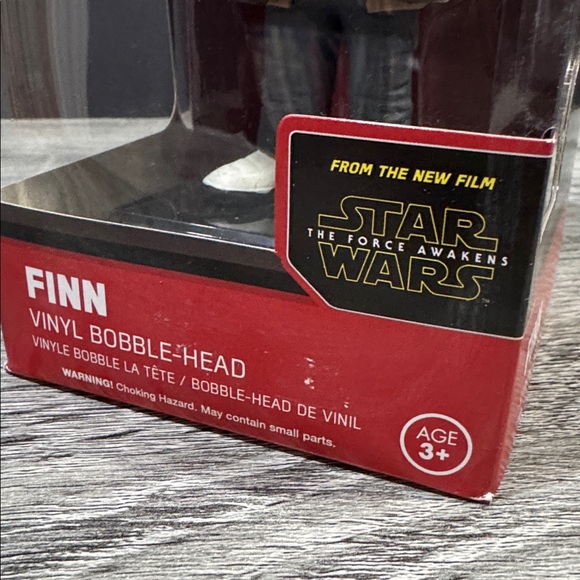 FROM THE NEW FILM
STAR
THE FORCE AWAKENS
WARS
FINN
VINYL BOBBLE-HEAD
VINYLE BOBBLE LA TÊTE / BOBBLE-HEAD DE VINIL
WARNING! Choking Hazard. May contain small parts.
AGE
3+